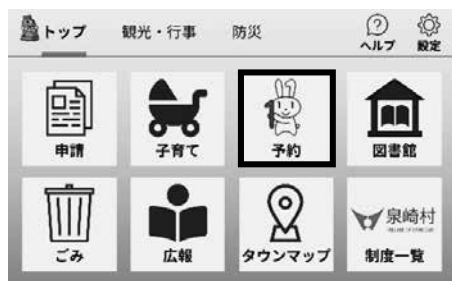 トップ 観光・行事 防災 ヘルプ 設定
申請 子育て 予約 図書館
泉崎村
ごみ 広報 タウンマップ 制度一覧